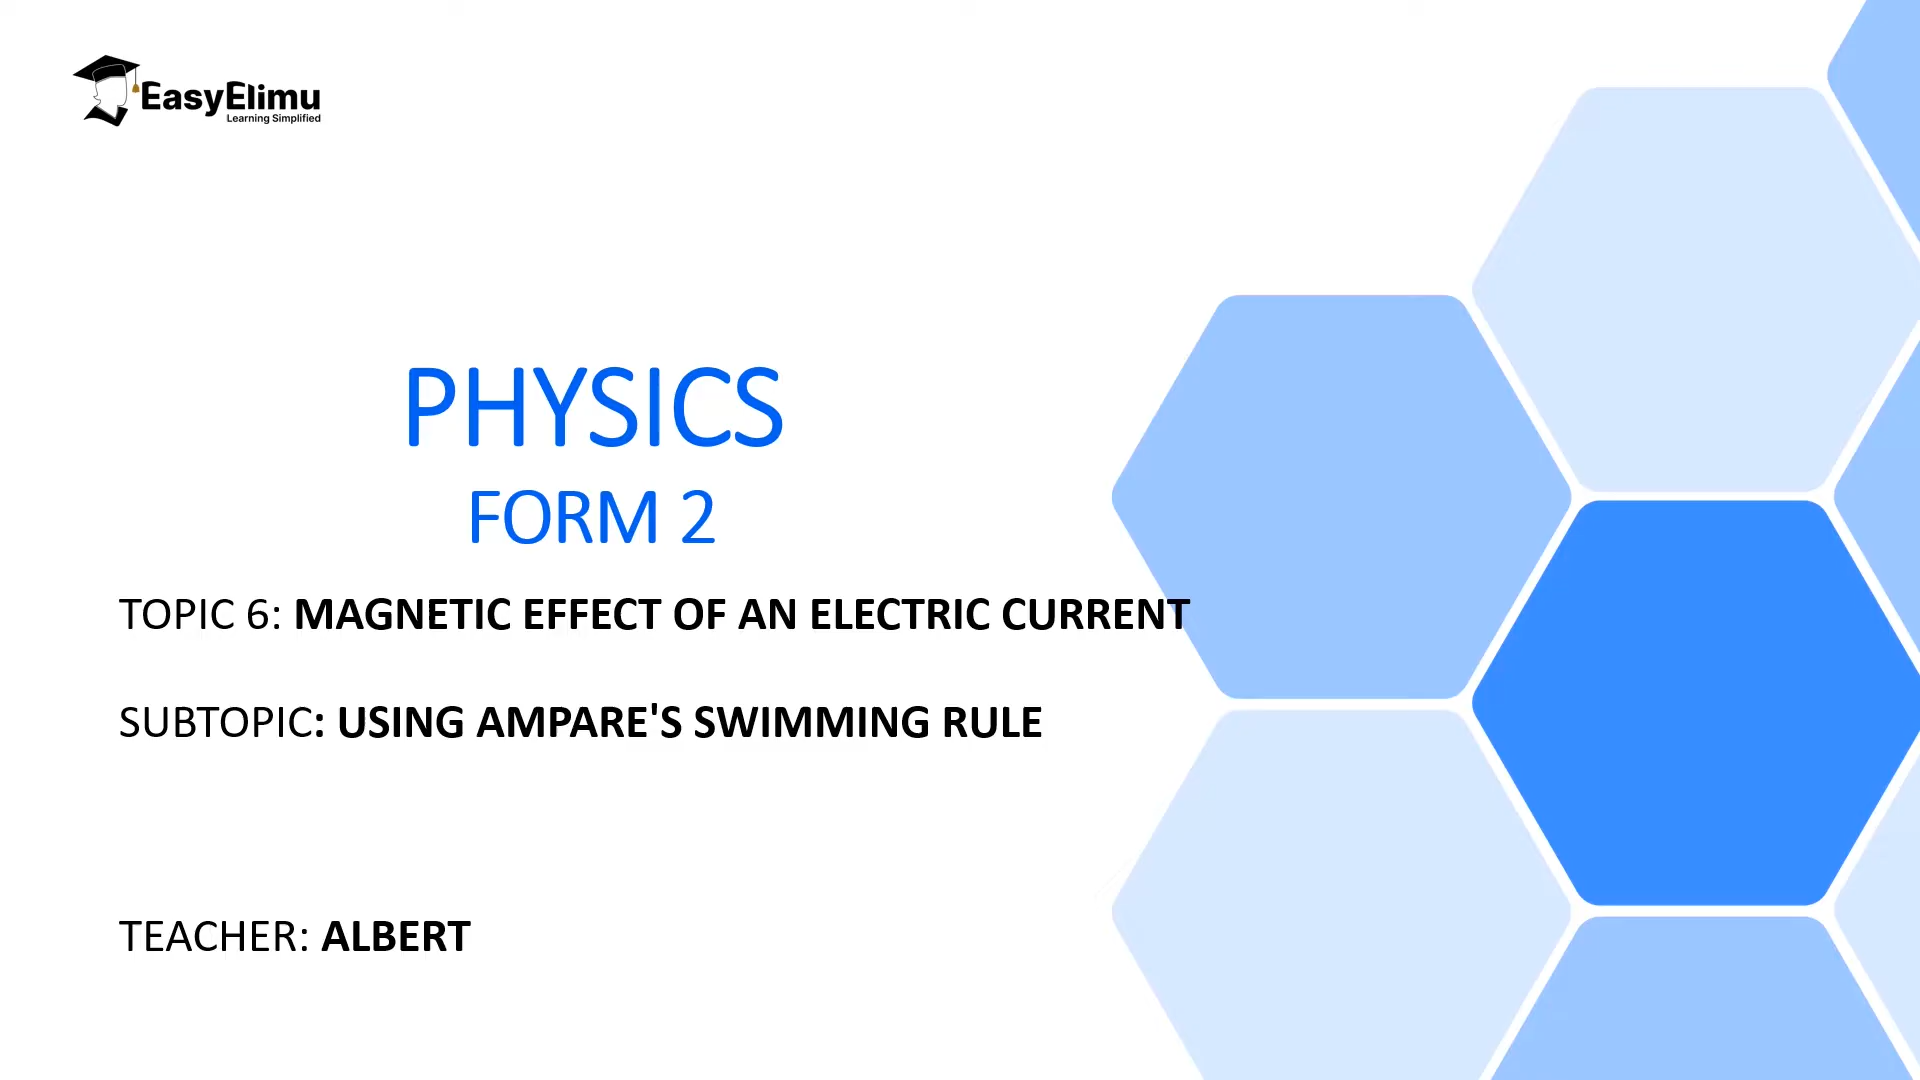 EasyElimu
Learning Simplified
PHYSICS
FORM 2
TOPIC 6: MAGNETIC EFFECT OF AN ELECTRIC CURRENT
SUBTOPIC: USING AMPARE'S SWIMMING RULE
TEACHER: ALBERT